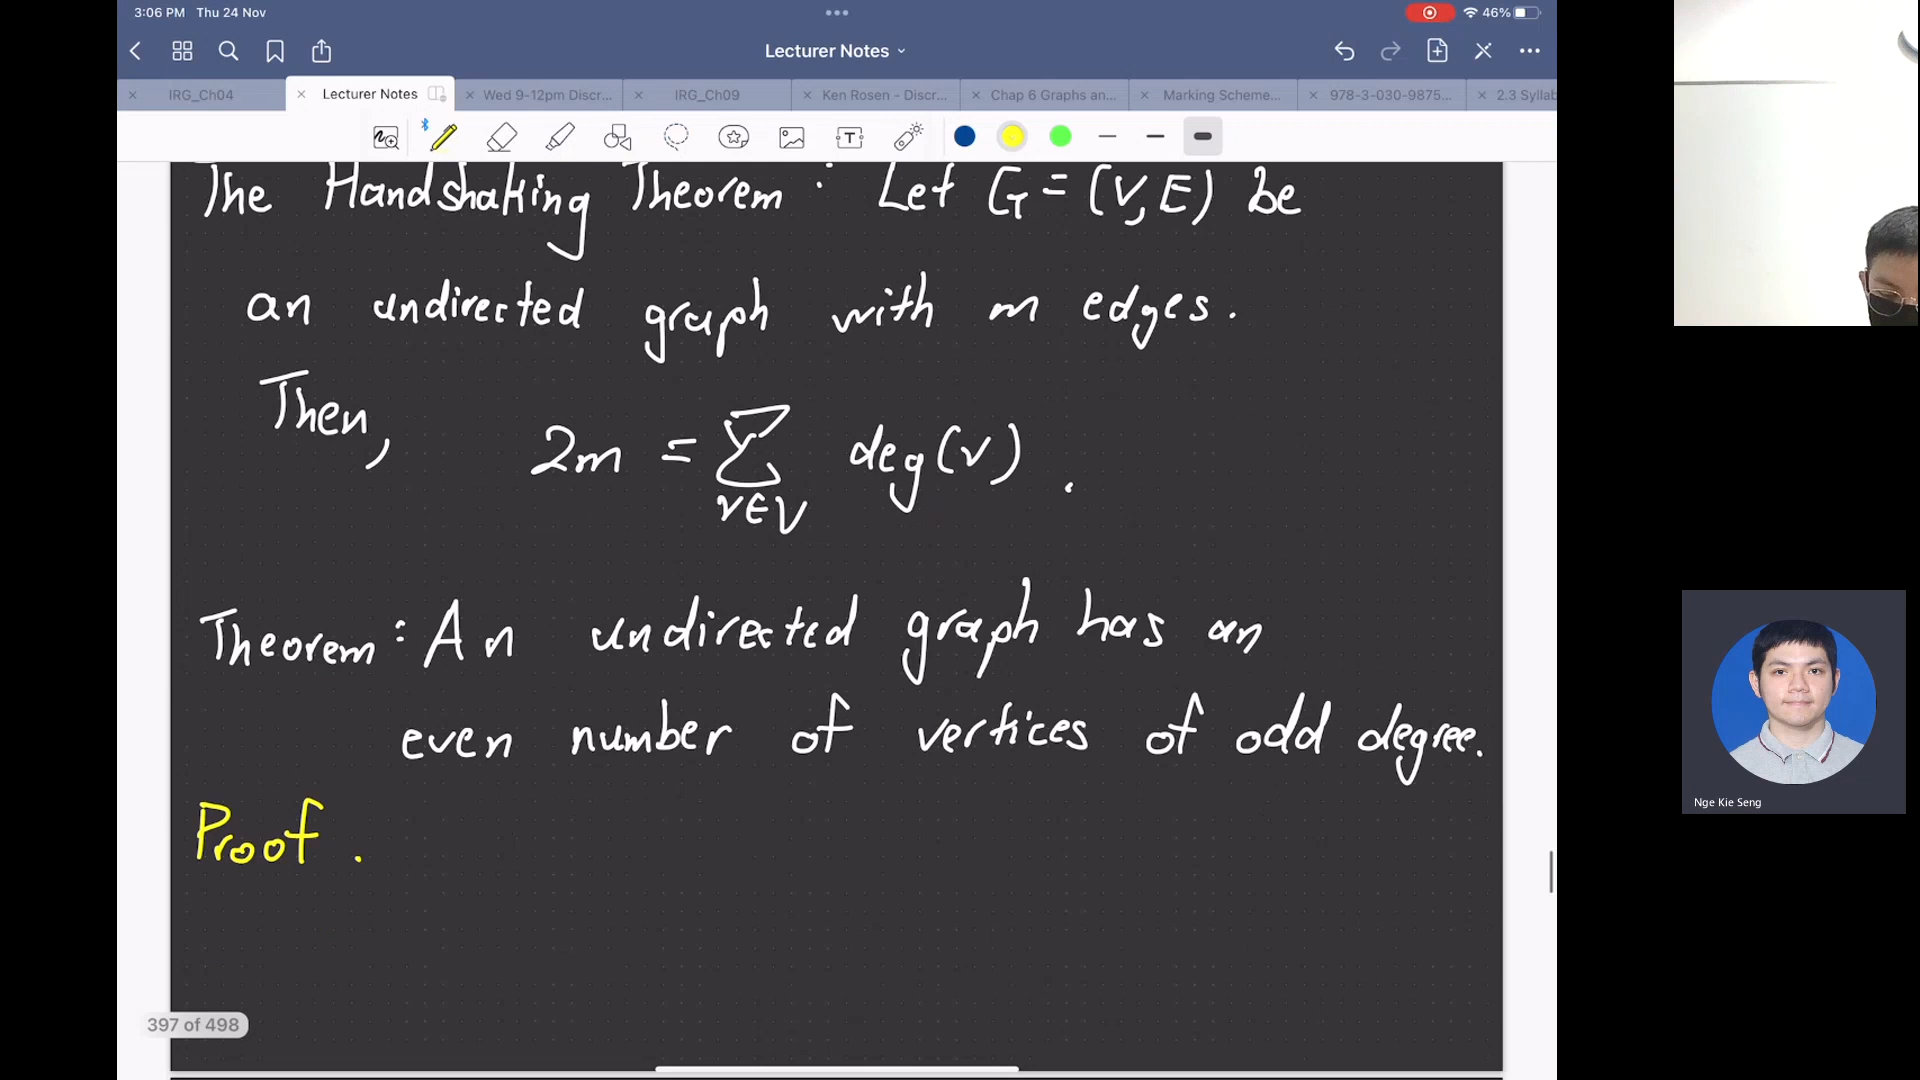 3:06 PM Thu 24 Nov
46%
Lecturer Notes
IRG_Ch04
Lecturer Notes
Wed 9-12pm Discr...
IRG_Ch09
Ken Rosen - Discr...
Chap 6 Graphs an...
Marking Scheme...
978-3-030-9875...
2.3 Syllab
The Handshaking Theorem : Let G = (V, E) be
an undirected graph with m edges.
Then, 2m = ∑ deg(v).
v∈V
Theorem : An undirected graph has an
even number of vertices of odd degree.
Proof.
397 of 498
Nge Kie Seng